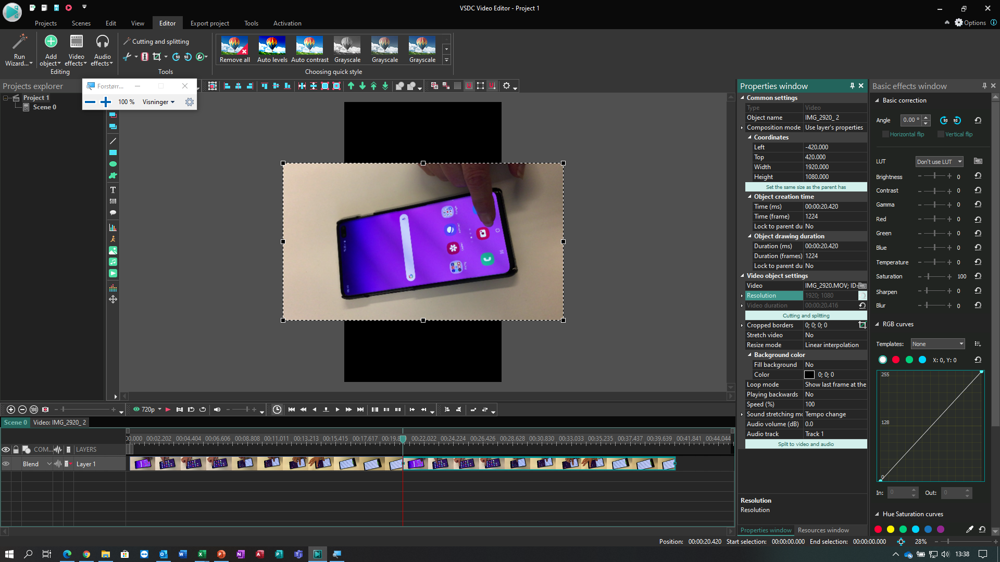 VSDC Video Editor - Project 1
Projects Scenes Edit View Editor Export project Tools Activation
Options
Run Wizard...
Add object
Video effects
Audio effects
Editing
Cutting and splitting
Tools
Remove all
Auto levels
Auto contrast
Grayscale
Grayscale
Grayscale
Choosing quick style
Projects explorer
Project 1
Scene 0
Forstørr...
100 %
Visninger
T
SUB
Properties window
Common settings
Type Video
Object name IMG_2920_ 2
Composition mode Use layer's properties
Coordinates
Left -420.000
Top 420.000
Width 1920.000
Height 1080.000
Set the same size as the parent has
Object creation time
Time (ms) 00:00:20.420
Time (frame) 1224
Lock to parent du No
Object drawing duration
Duration (ms) 00:00:20.420
Duration (frames) 1224
Lock to parent du No
Video object settings
Video IMG_2920.MOV; ID=
Resolution 1920; 1080
Video duration 00:00:20.416
Cutting and splitting
Cropped borders 0; 0; 0; 0
Stretch video No
Resize mode Linear interpolation
Background color
Fill background No
Color 0; 0; 0
Loop mode Show last frame at the
Playing backwards No
Speed (%) 100
Sound stretching mo Tempo change
Audio volume (dB) 0.0
Audio track Track 1
Split to video and audio
Resolution
Resolution
Properties window Resources window
Basic effects window
Basic correction
Angle 0.00 °
90
90
Horizontal flip Vertical flip
LUT Don't use LUT
Brightness 0
Contrast 0
Gamma 0
Red 0
Green 0
Blue 0
Temperature 0
Saturation 100
Sharpen 0
Blur 0
RGB curves
Templates: None
X: 0, Y: 0
255
128
0
In: 0 Out: 0
Hue Saturation curves
720p
Scene 0 Video: IMG_2920_ 2
00.000 00:02.202 00:04.404 00:06.606 00:08.808 00:11.011 00:13.213 00:15.415 00:17.617 00:19.8 00:22.022 00:24.224 00:26.426 00:28.628 00:30.830 00:33.033 00:35.235 00:37.437 00:39.639 00:41.841 00:44.044
COM... LAYERS
Blend Layer 1
Position: 00:00:20.420 Start selection: 00:00:00.000 End selection: 00:00:00.000 28%
13:38